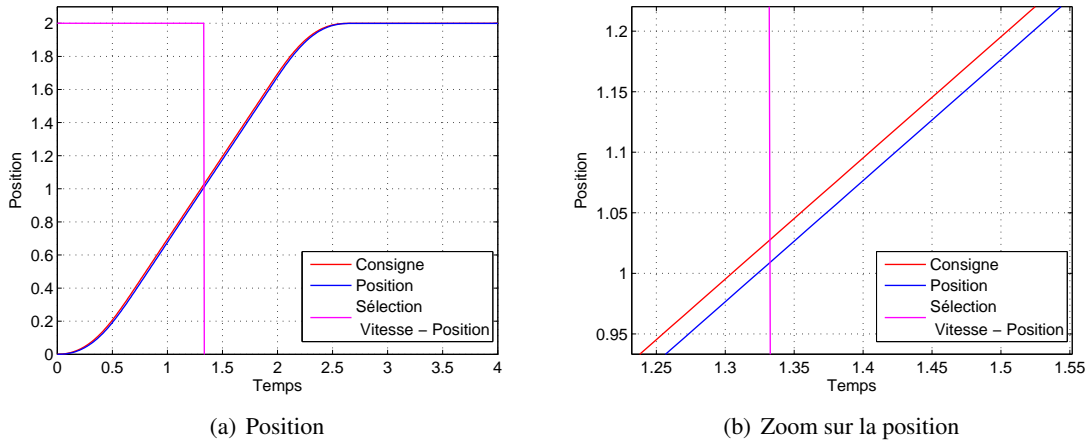 2
1.8
1.6
1.4
1.2
1
0.8
0.6
0.4
0.2
0
Position
0 0.5 1 1.5 2 2.5 3 3.5 4
Temps
Consigne
Position
Sélection
Vitesse − Position
(a) Position
1.2
1.15
1.1
1.05
1
0.95
Position
1.25 1.3 1.35 1.4 1.45 1.5 1.55
Temps
Consigne
Position
Sélection
Vitesse − Position
(b) Zoom sur la position